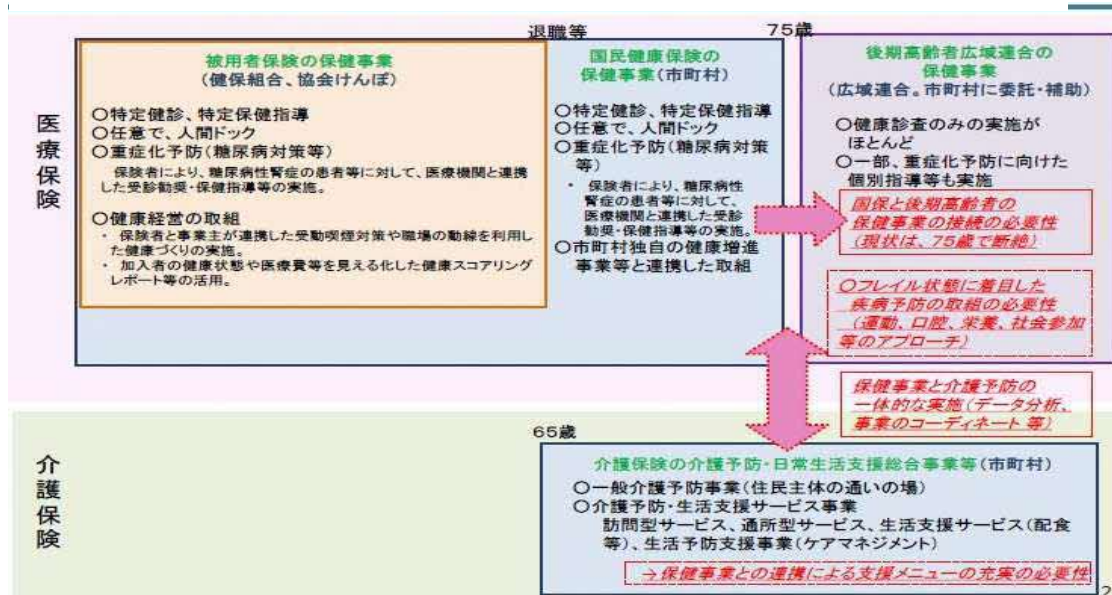 退職等
75歳
医療保険
被用者保険の保健事業
(健保組合、協会けんぽ)
○特定健診、特定保健指導
○任意で、人間ドック
○重症化予防(糖尿病対策等)
保険者により、糖尿病性腎症の患者等に対して、医療機関と連携
した受診勧奨・保健指導等の実施。
○健康経営の取組
・ 保険者と事業主が連携した受動喫煙対策や職場の動線を利用し
た健康づくりの実施。
・ 加入者の健康状態や医療費等を見える化した健康スコアリング
レポート等の活用。
国民健康保険の
保健事業(市町村)
○特定健診、特定保健指導
○任意で、人間ドック
○重症化予防(糖尿病対策
等)
・ 保険者により、糖尿病性
腎症の患者等に対して、
医療機関と連携した受診
勧奨・保健指導等の実施。
○市町村独自の健康増進
事業等と連携した取組
後期高齢者広域連合の
保健事業
(広域連合。市町村に委託・補助)
○健康診査のみの実施が
ほとんど
○一部、重症化予防に向けた
個別指導等も実施
国保と後期高齢者の
保健事業の接続の必要性
(現状は、75歳で断絶)
○フレイル状態に着目した
疾病予防の取組の必要性
(運動、口腔、栄養、社会参加
等のアプローチ)
保健事業と介護予防の
一体的な実施(データ分析、
事業のコーディネート等)
介護保険
65歳
介護保険の介護予防・日常生活支援総合事業等(市町村)
○一般介護予防事業(住民主体の通いの場)
○介護予防・生活支援サービス事業
訪問型サービス、通所型サービス、生活支援サービス(配食
等)、生活予防支援事業(ケアマネジメント)
→保健事業との連携による支援メニューの充実の必要性
2